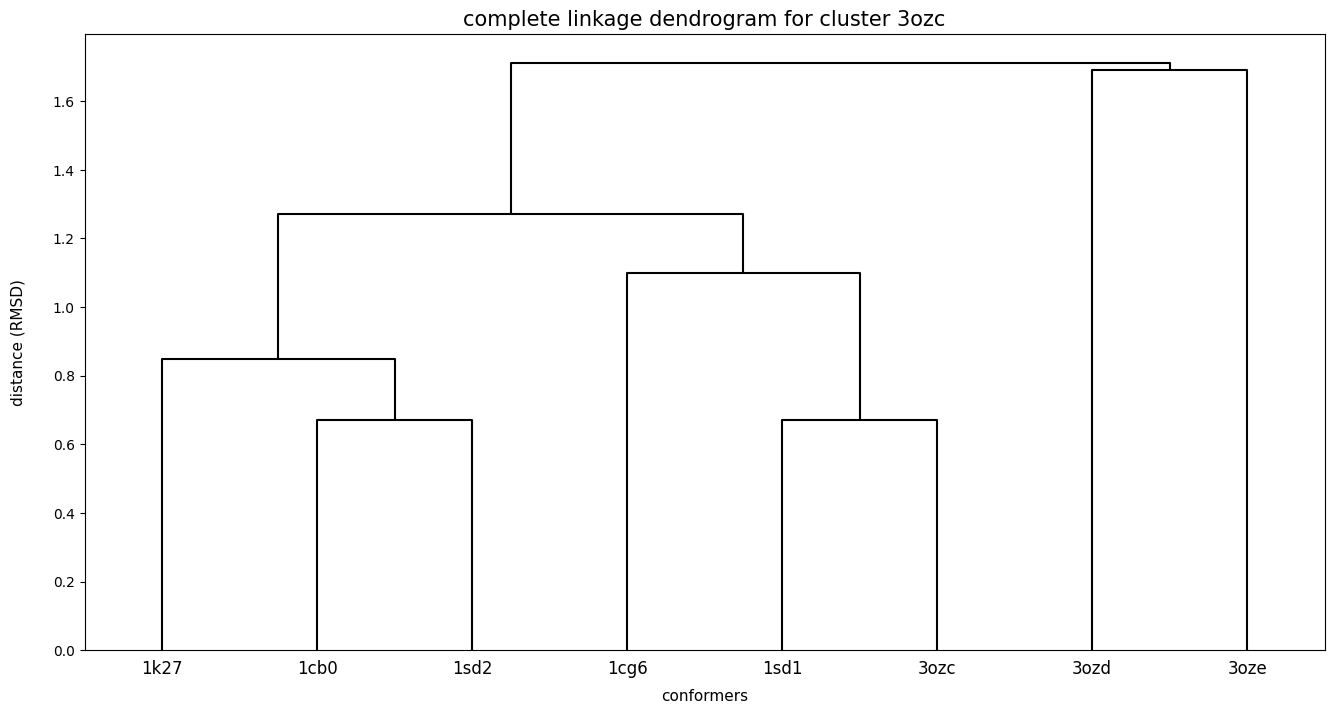 complete linkage dendrogram for cluster 3ozc
distance (RMSD)
1.6
1.4
1.2
1.0
0.8
0.6
0.4
0.2
0.0
1k27 1cb0 1sd2 1cg6 1sd1 3ozc 3ozd 3oze
conformers